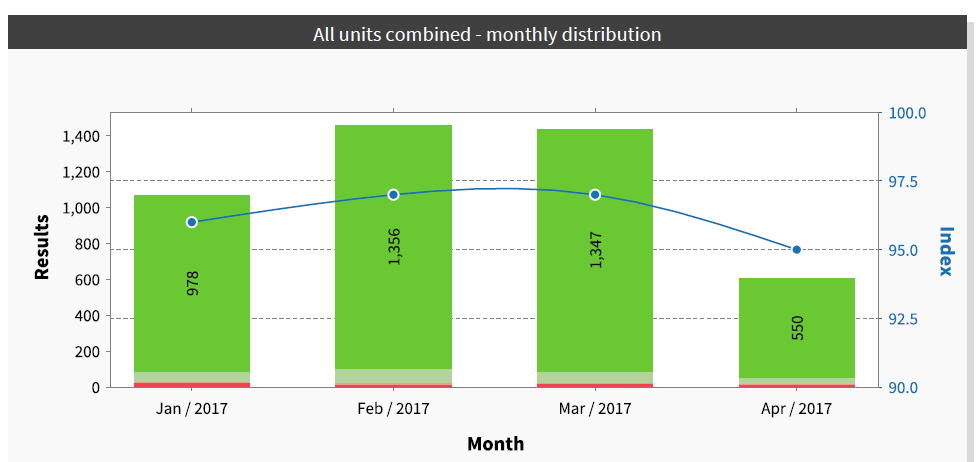 All units combined - monthly distribution
1,400
1,200
1,000
800
600
400
200
0
Results
978
1,356
1,347
550
100.0
97.5
95.0
92.5
90.0
Index
Jan / 2017
Feb / 2017
Mar / 2017
Apr / 2017
Month